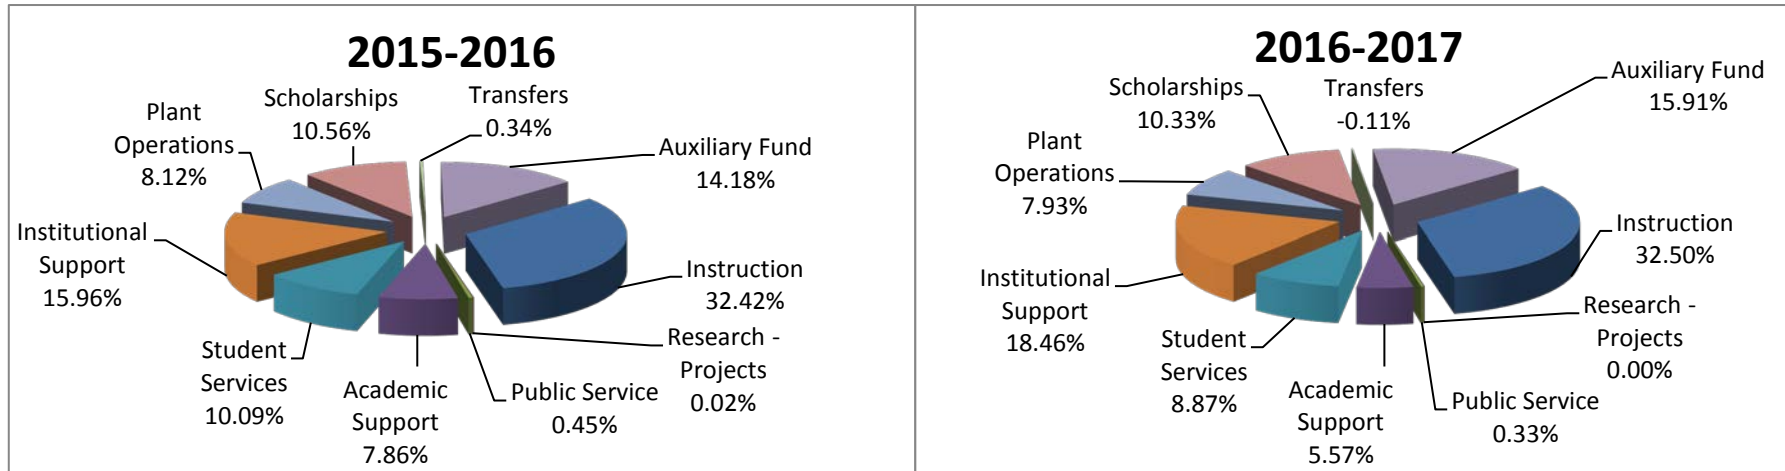 2015-2016
Transfers
0.34%
Auxiliary Fund
14.18%
Instruction
32.42%
Research -
Projects
0.02%
Public Service
0.45%
Academic
Support
7.86%
Student
Services
10.09%
Institutional
Support
15.96%
Plant
Operations
8.12%
Scholarships
10.56%
2016-2017
Transfers
-0.11%
Auxiliary Fund
15.91%
Instruction
32.50%
Research -
Projects
0.00%
Public Service
0.33%
Academic
Support
5.57%
Student
Services
8.87%
Institutional
Support
18.46%
Plant
Operations
7.93%
Scholarships
10.33%